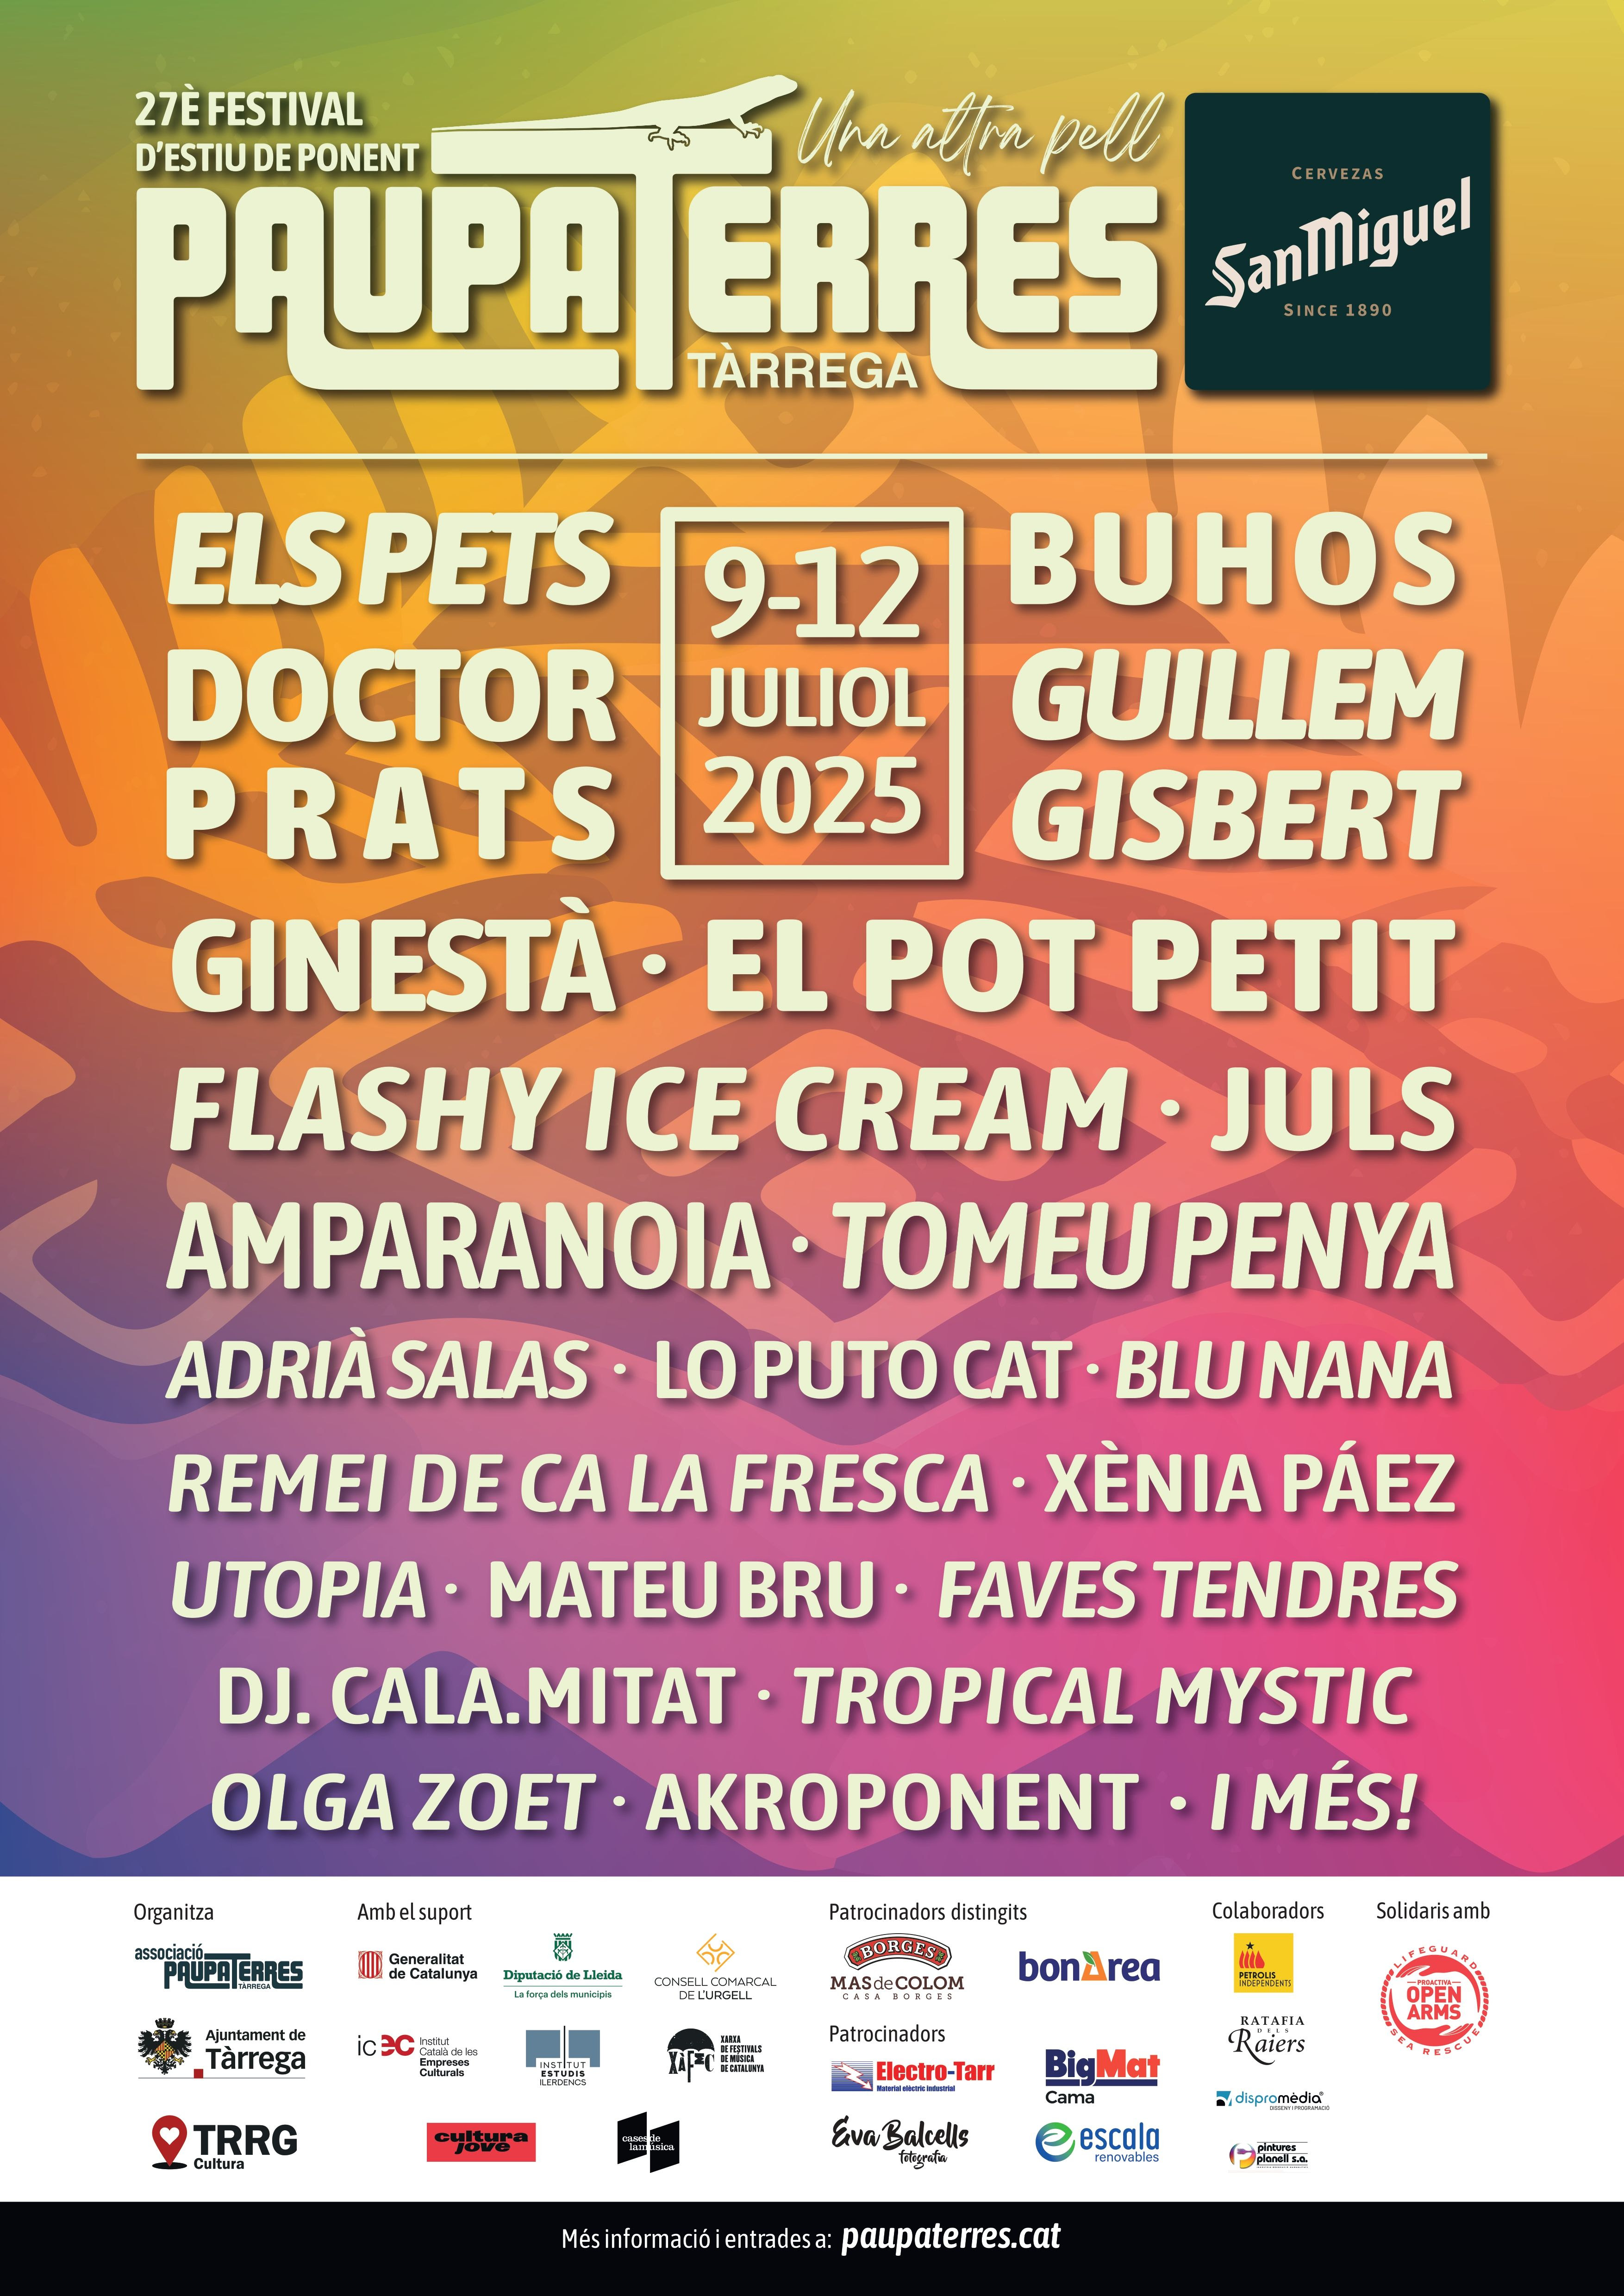 27È FESTIVAL
D'ESTIU DE PONENT
Una altra pell
PAUPATERRES
TÀRREGA
CERVEZAS
San Miguel
SINCE 1890
ELS PETS
DOCTOR
PRATS
9-12
JULIOL
2025
BUHOS
GUILLEM
GISBERT
GINESTÀ · EL POT PETIT
FLASHY ICE CREAM · JULS
AMPARANOIA · TOMEU PENYA
ADRIÀ SALAS · LO PUTO CAT · BLU NANA
REMEI DE CA LA FRESCA · XÈNIA PÁEZ
UTOPIA · MATEU BRU · FAVES TENDRES
DJ. CALA.MITAT · TROPICAL MYSTIC
OLGA ZOET · AKROPONENT · I MÉS!
Organitza
associació
PAUPATERRES
TÀRREGA
Ajuntament de
Tàrrega
TRRG
Cultura
Amb el suport
Generalitat
de Catalunya
Diputació de Lleida
La força dels municipis
CONSELL COMARCAL
DE L'URGELL
icec
Institut
Català de les
Empreses
Culturals
INSTITUT
ESTUDIS
ILERDENCS
XAFMC
XARXA
DE FESTIVALS
DE MÚSICA
DE CATALUNYA
cultura
jove
cases de
la música
Patrocinadors distingits
BORGES
MAS de COLOM
CASA BORGES
bonÀrea
Patrocinadors
Electro-Tarr
Material elèctric industrial
BigMat
Cama
Eva Balcells
fotografia
escala
renovables
Colaboradors
PETROLIS
INDEPENDENTS
RATAFIA
DELS
Raiers
dispromèdia®
DISSENY I PROGRAMACIÓ
pintures
planell s.a.
Solidaris amb
LIFEGUARD
PROACTIVA
OPEN
ARMS
SEA RESCUE
Més informació i entrades a: paupaterres.cat